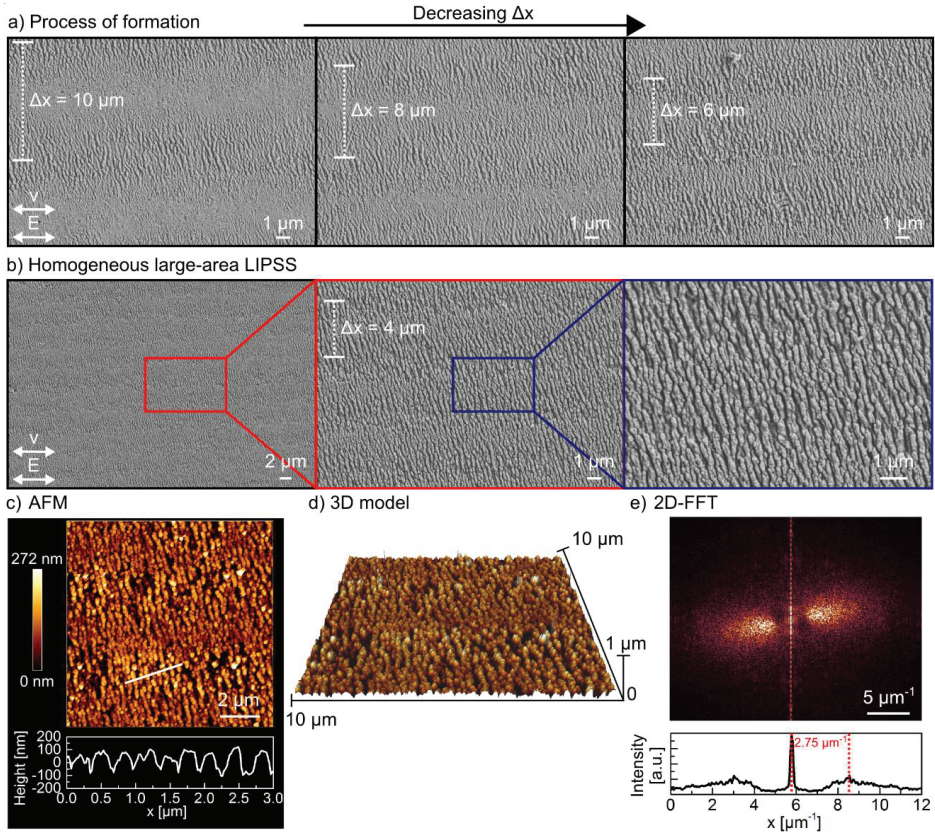 Decreasing Δx
a) Process of formation
Δx = 10 µm
Δx = 8 µm
Δx = 6 µm
v
E
1 µm
1 µm
1 µm
b) Homogeneous large-area LIPSS
Δx = 4 µm
v
E
2 µm
1 µm
1 µm
c) AFM
d) 3D model
e) 2D-FFT
272 nm
0 nm
2 µm
10 µm
1 µm
0
10 µm
5 µm⁻¹
Height [nm]
200
100
0
-100
-200
0.0 0.5 1.0 1.5 2.0 2.5 3.0
x [µm]
Intensity
[a.u.]
2.75 µm⁻¹
0 2 4 6 8 10 12
x [µm⁻¹]